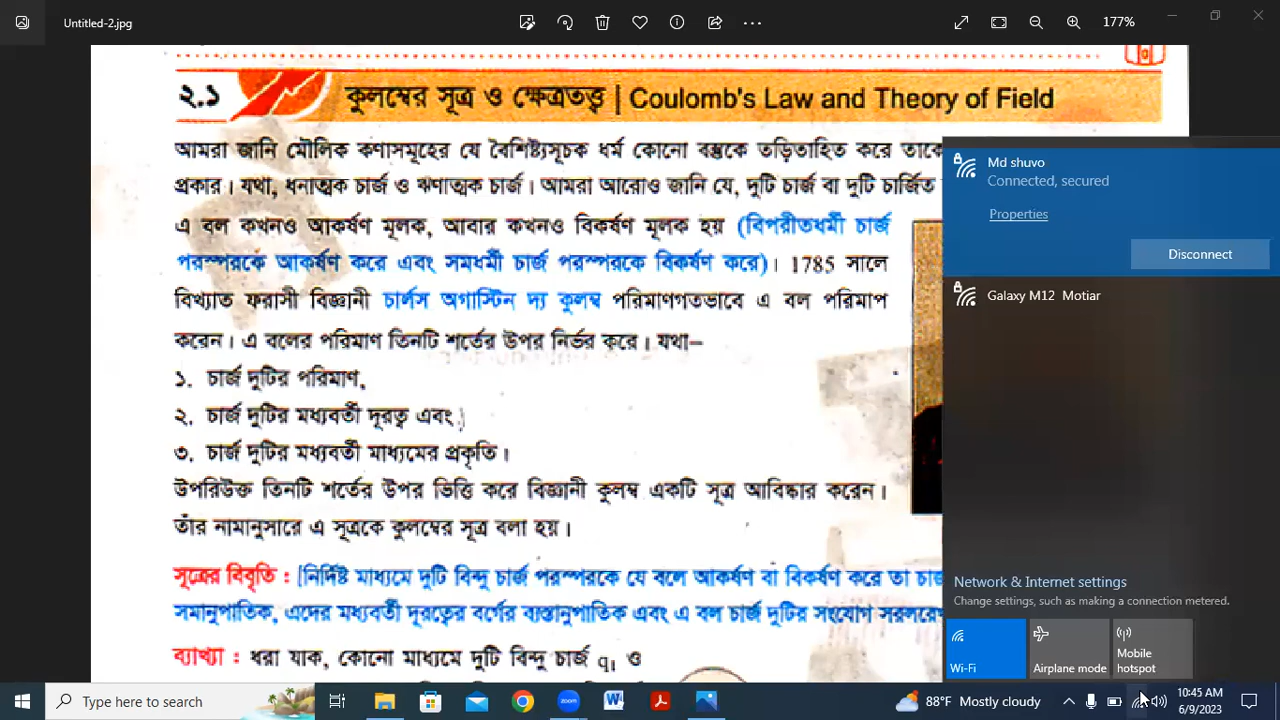 Untitled-2.jpg
177%
২.১ কুলম্বের সূত্র ও ক্ষেত্রতত্ত্ব | Coulomb's Law and Theory of Field
আমরা জানি মৌলিক কণাসমূহের যে বৈশিষ্ট্যসূচক ধর্ম কোনো বস্তুকে তড়িতাহিত করে তাকে
প্রকার। যথা, ধনাত্মক চার্জ ও ঋণাত্মক চার্জ। আমরা আরোও জানি যে, দুটি চার্জ বা দুটি চার্জিত
এ বল কখনও আকর্ষণ মূলক, আবার কখনও বিকর্ষণ মূলক হয় (বিপরীতধর্মী চার্জ
পরস্পরকে আকর্ষণ করে এবং সমধর্মী চার্জ পরস্পরকে বিকর্ষণ করে)। 1785 সালে
বিখ্যাত ফরাসী বিজ্ঞানী চার্লস অগাস্টিন দ্য কুলম্ব পরিমাণগতভাবে এ বল পরিমাপ
করেন। এ বলের পরিমাণ তিনটি শর্তের উপর নির্ভর করে। যথা–
১. চার্জ দুটির পরিমাণ,
২. চার্জ দুটির মধ্যবর্তী দূরত্ব এবং
৩. চার্জ দুটির মধ্যবর্তী মাধ্যমের প্রকৃতি।
উপরিউক্ত তিনটি শর্তের উপর ভিত্তি করে বিজ্ঞানী কুলম্ব একটি সূত্র আবিষ্কার করেন।
তাঁর নামানুসারে এ সূত্রকে কুলম্বের সূত্র বলা হয়।
সূত্রের বিবৃতি : নির্দিষ্ট মাধ্যমে দুটি বিন্দু চার্জ পরস্পরকে যে বলে আকর্ষণ বা বিকর্ষণ করে তা
সমানুপাতিক, এদের মধ্যবর্তী দূরত্বের বর্গের ব্যস্তানুপাতিক এবং এ বল চার্জ দুটির সংযোগ
ব্যাখ্যা : ধরা যাক, কোনো মাধ্যমে দুটি বিন্দু চার্জ q₁ ও
Md shuvo
Connected, secured
Properties
Disconnect
Galaxy M12 Motiar
Network & Internet settings
Change settings, such as making a connection metered.
Wi-Fi
Airplane mode
Mobile
hotspot
Type here to search
zoom
88°F Mostly cloudy
10:45 AM
6/9/2023